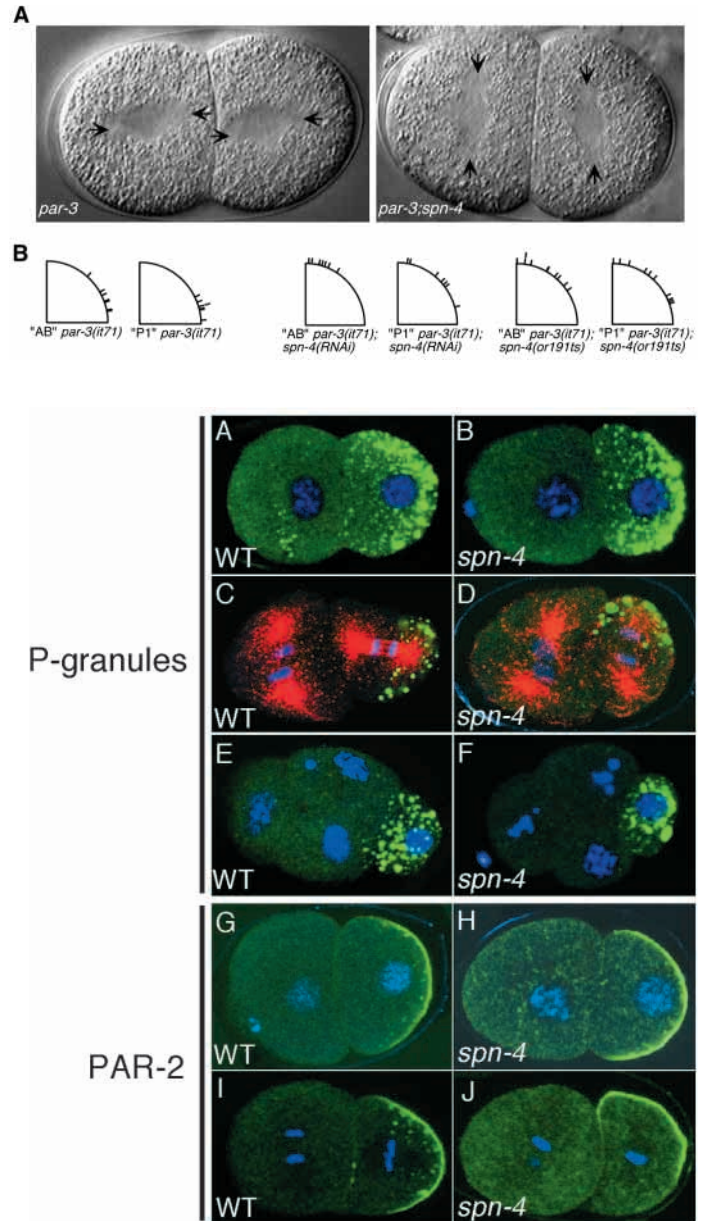 A
par-3
par-3;spn-4
B
"AB" par-3(it71)
"P1" par-3(it71)
"AB" par-3(it71);
spn-4(RNAi)
"P1" par-3(it71);
spn-4(RNAi)
"AB" par-3(it71);
spn-4(or191ts)
"P1" par-3(it71);
spn-4(or191ts)
P-granules
A
WT
B
spn-4
C
WT
D
spn-4
E
WT
F
spn-4
PAR-2
G
WT
H
spn-4
I
WT
J
spn-4